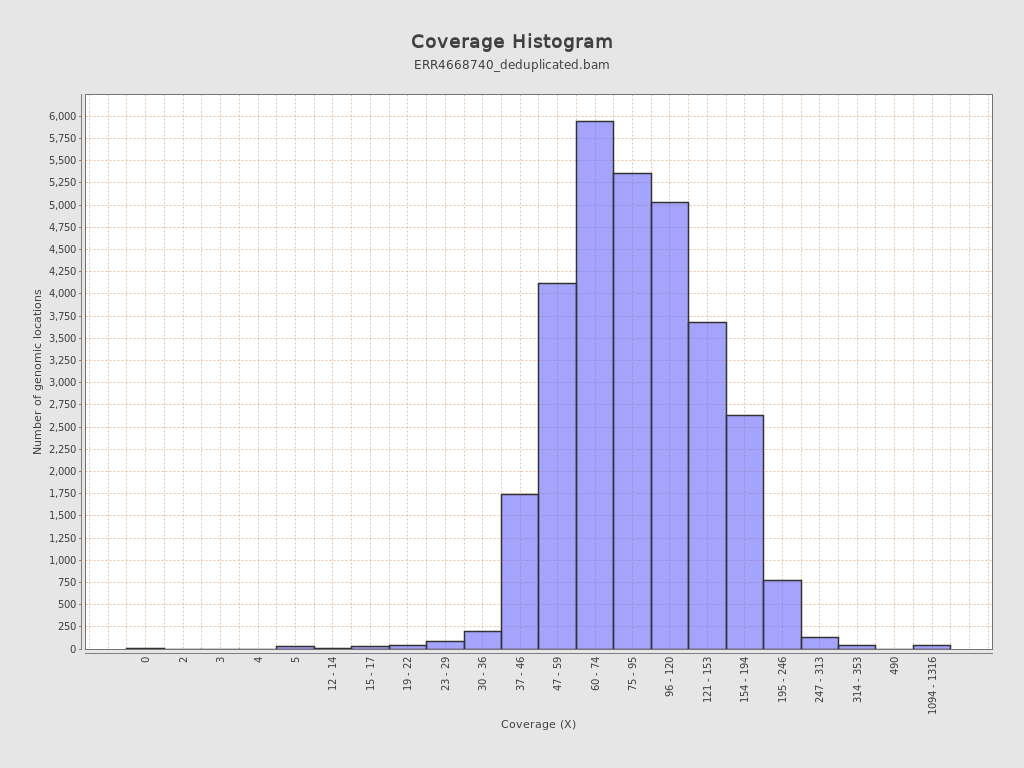 Coverage Histogram
ERR4668740_deduplicated.bam
Number of genomic locations
6,000
5,750
5,500
5,250
5,000
4,750
4,500
4,250
4,000
3,750
3,500
3,250
3,000
2,750
2,500
2,250
2,000
1,750
1,500
1,250
1,000
750
500
250
0
0
2
3
4
5
12 - 14
15 - 17
19 - 22
23 - 29
30 - 36
37 - 46
47 - 59
60 - 74
75 - 95
96 - 120
121 - 153
154 - 194
195 - 246
247 - 313
314 - 353
490
1094 - 1316
Coverage (X)